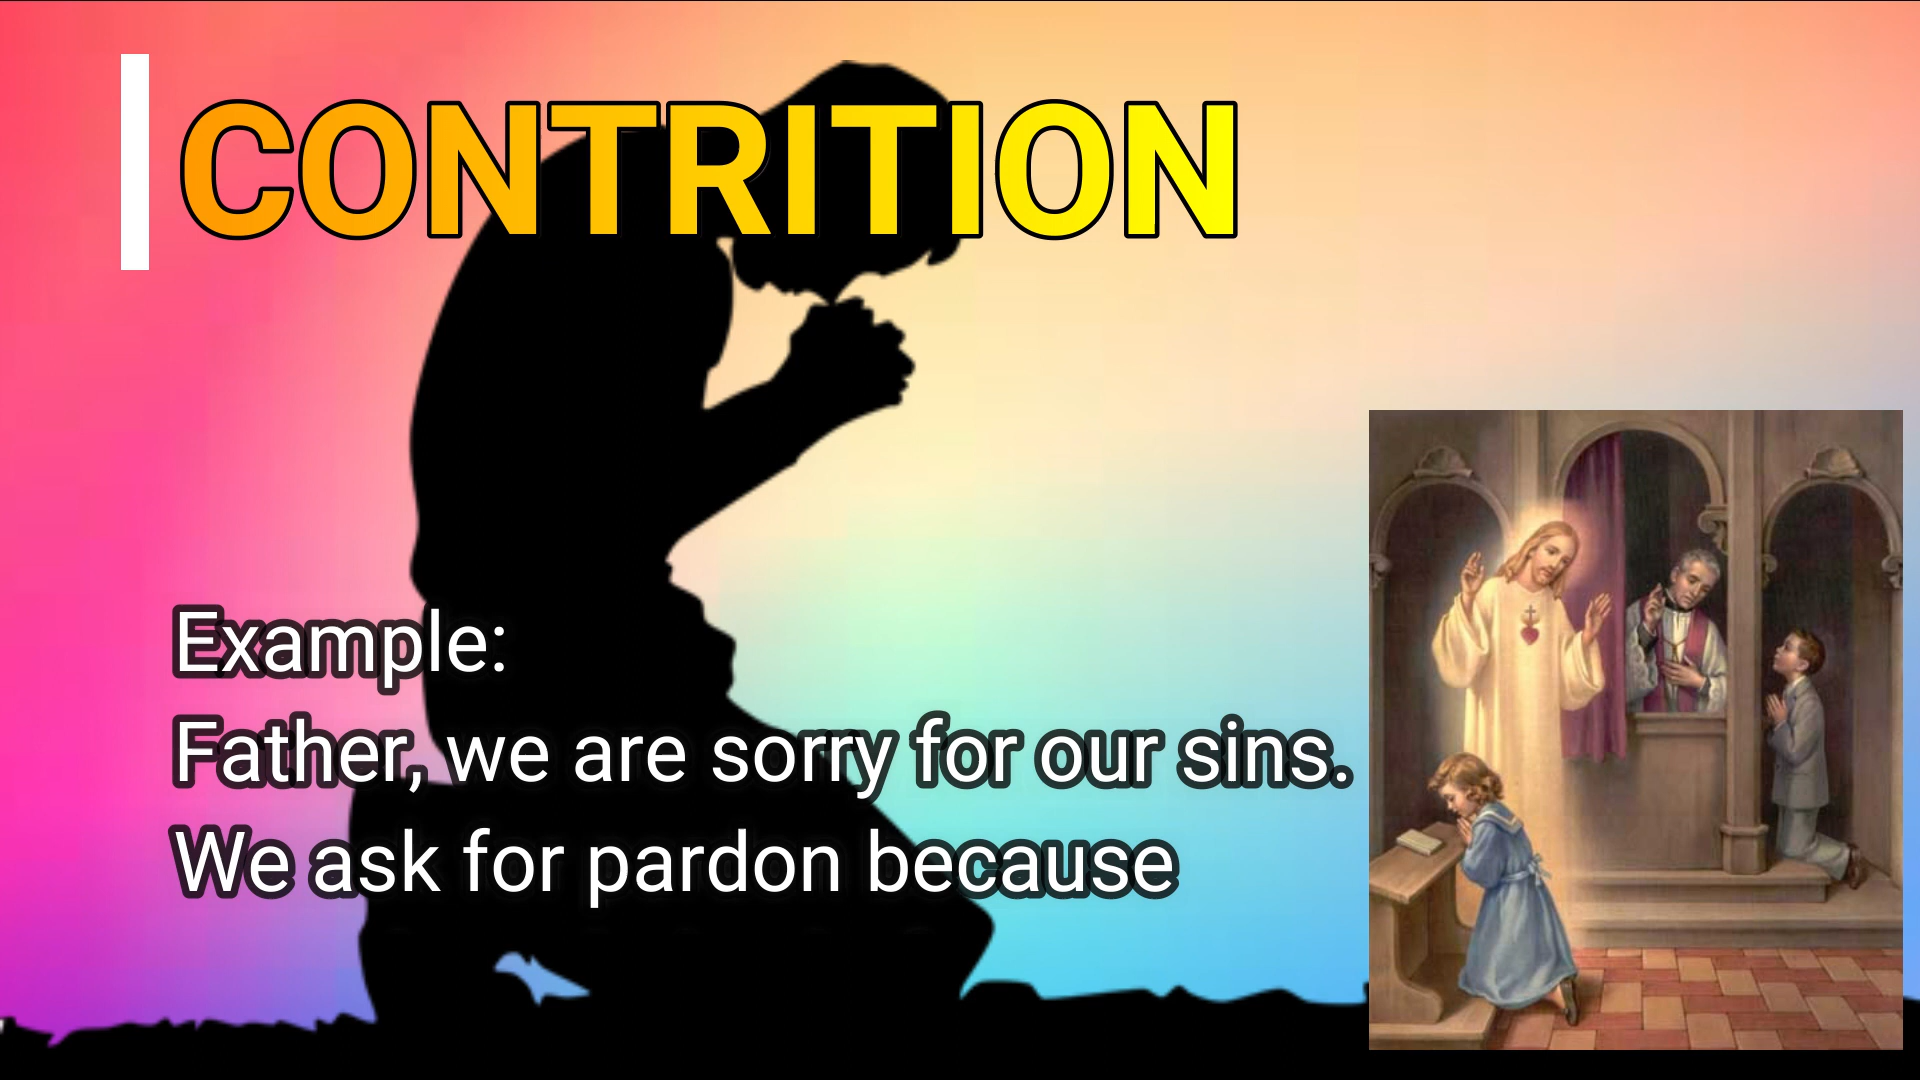 CONTRITION
Example:
Father, we are sorry for our sins.
We ask for pardon because